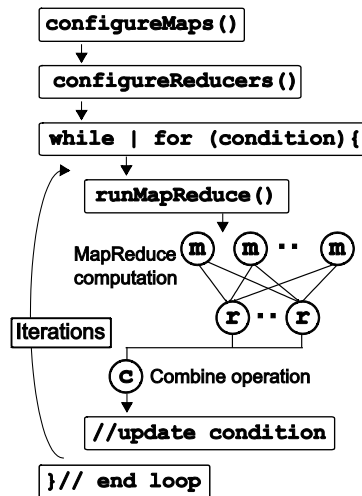 configureMaps()
configureReducers()
while | for (condition){
runMapReduce()
m m ·· m
MapReduce
computation
r ·· r
Iterations
c Combine operation
//update condition
}// end loop